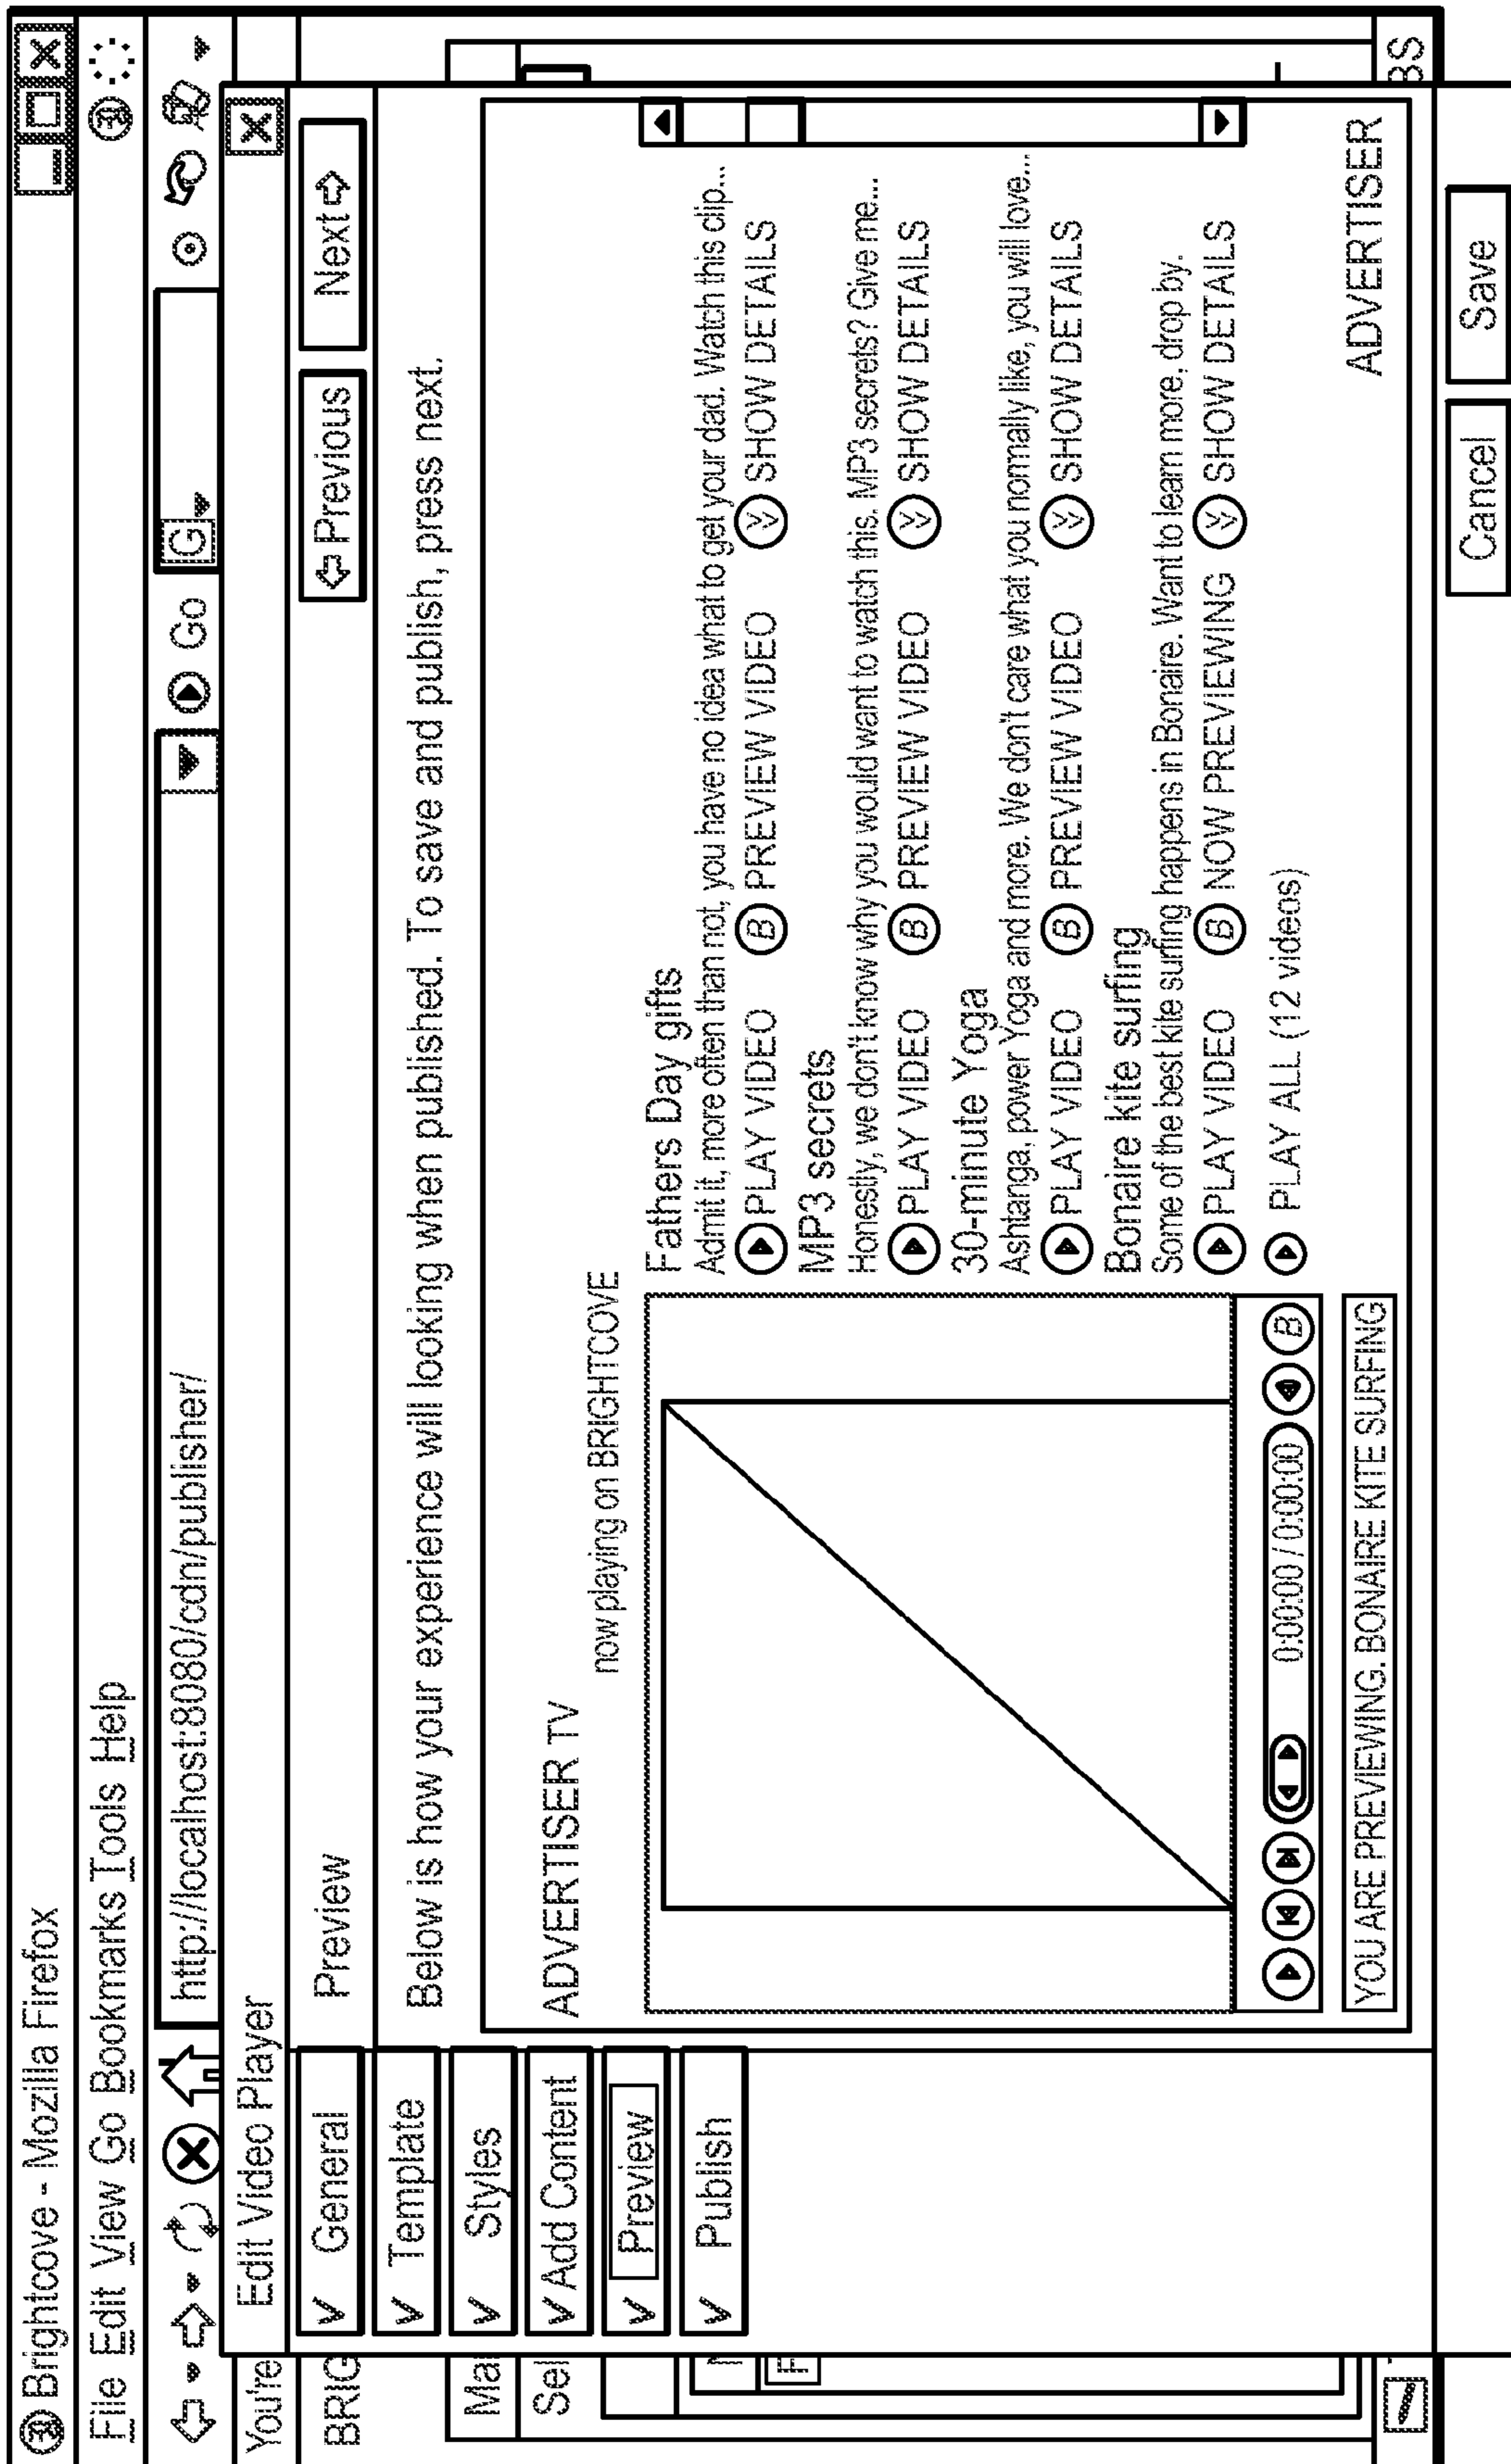 Brightcove - Mozilla Firefox
File Edit View Go Bookmarks Tools Help
http://localhost:8080/cdn/publisher/
Go
G
You're
Edit Video Player
BRIG
General
Preview
Previous
Next
Template
Below is how your experience will looking when published. To save and publish, press next.
Mai
Styles
Sel
Add Content
ADVERTISER TV
now playing on BRIGHTCOVE
Preview
Publish
Fathers Day gifts
Admit it, more often than not, you have no idea what to get your dad. Watch this clip...
PLAY VIDEO B PREVIEW VIDEO SHOW DETAILS
MP3 secrets
Honestly, we don't know why you would want to watch this. MP3 secrets? Give me...
PLAY VIDEO B PREVIEW VIDEO SHOW DETAILS
30-minute Yoga
Ashtanga, power Yoga and more. We don't care what you normally like, you will love...
PLAY VIDEO B PREVIEW VIDEO SHOW DETAILS
Bonaire kite surfing
Some of the best kite surfing happens in Bonaire. Want to learn more, drop by.
PLAY VIDEO B NOW PREVIEWING SHOW DETAILS
0:00:00 / 0:00:00 B
PLAY ALL (12 videos)
YOU ARE PREVIEWING. BONAIRE KITE SURFING
ADVERTISER
BS
Cancel
Save